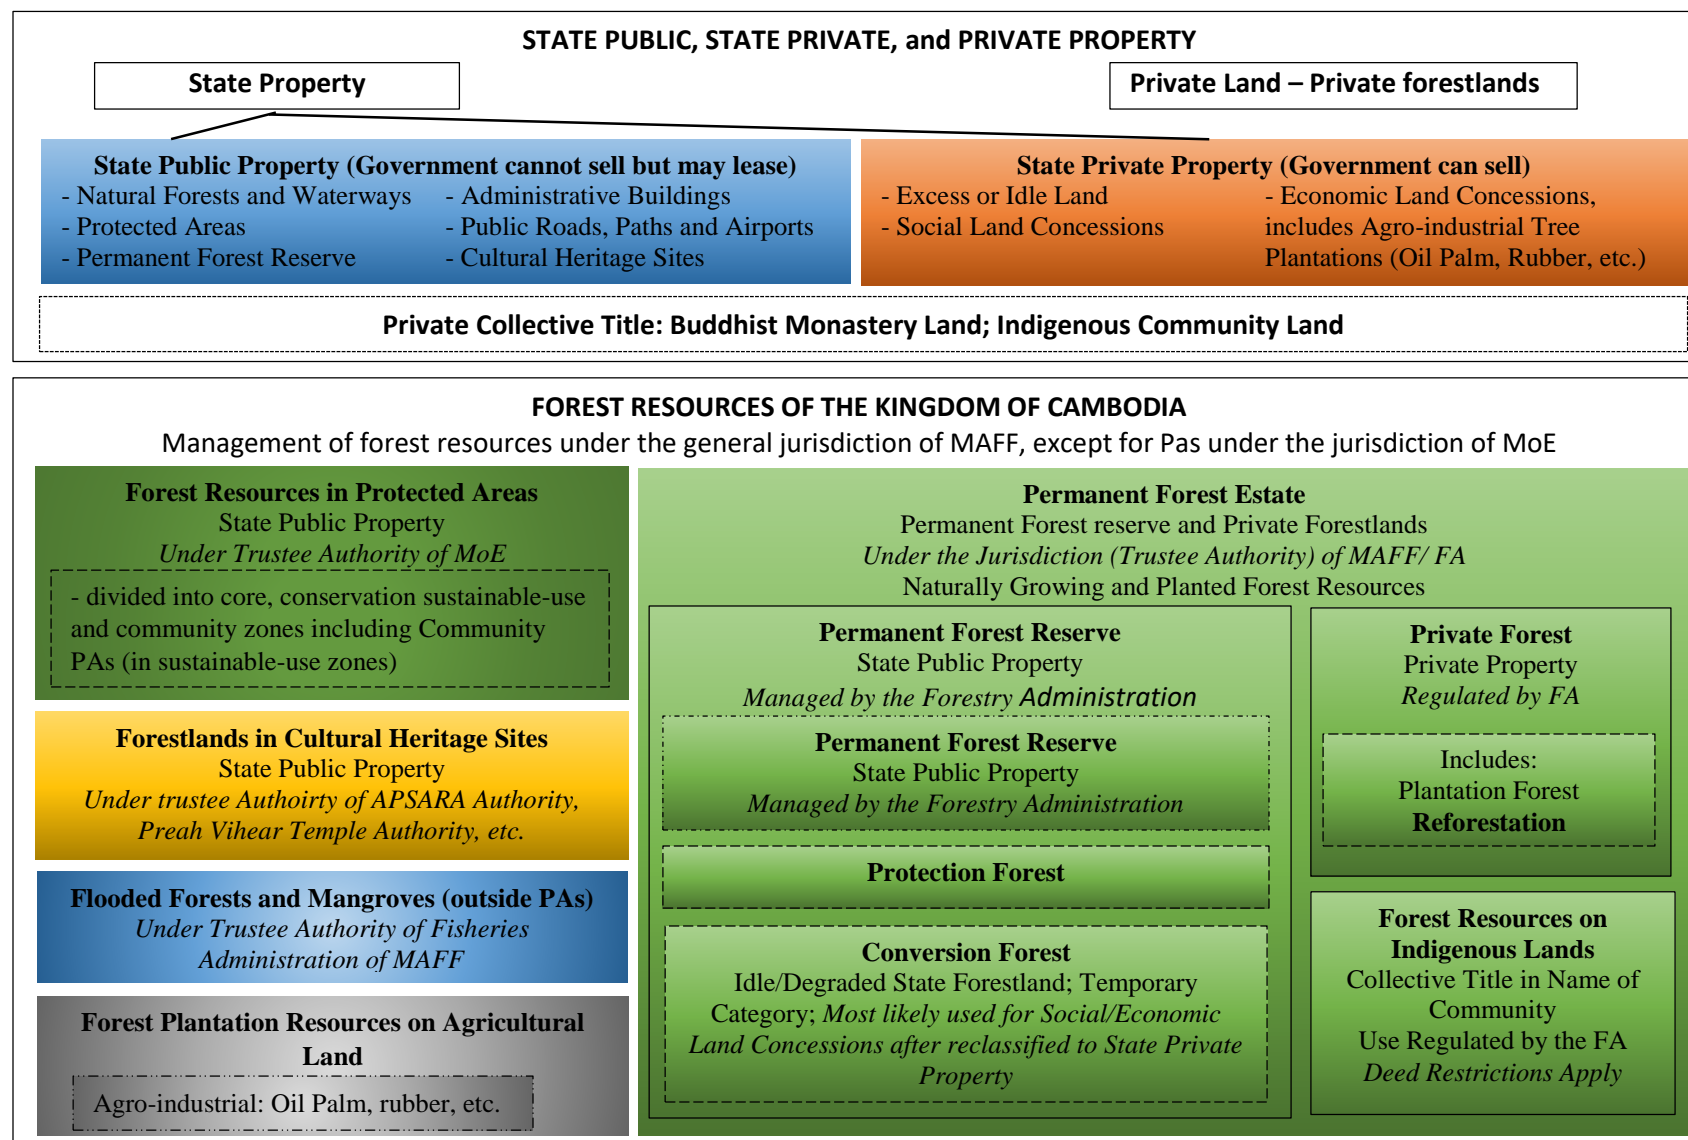 STATE PUBLIC, STATE PRIVATE, and PRIVATE PROPERTY
State Property
Private Land – Private forestlands
State Public Property (Government cannot sell but may lease)
- Natural Forests and Waterways
- Protected Areas
- Permanent Forest Reserve
- Administrative Buildings
- Public Roads, Paths and Airports
- Cultural Heritage Sites
State Private Property (Government can sell)
- Excess or Idle Land
- Social Land Concessions
- Economic Land Concessions,
includes Agro-industrial Tree
Plantations (Oil Palm, Rubber, etc.)
Private Collective Title: Buddhist Monastery Land; Indigenous Community Land
FOREST RESOURCES OF THE KINGDOM OF CAMBODIA
Management of forest resources under the general jurisdiction of MAFF, except for Pas under the jurisdiction of MoE
Forest Resources in Protected Areas
State Public Property
Under Trustee Authority of MoE
- divided into core, conservation sustainable-use
and community zones including Community
PAs (in sustainable-use zones)
Forestlands in Cultural Heritage Sites
State Public Property
Under trustee Authoirty of APSARA Authority,
Preah Vihear Temple Authority, etc.
Flooded Forests and Mangroves (outside PAs)
Under Trustee Authority of Fisheries
Administration of MAFF
Forest Plantation Resources on Agricultural
Land
Agro-industrial: Oil Palm, rubber, etc.
Permanent Forest Estate
Permanent Forest reserve and Private Forestlands
Under the Jurisdiction (Trustee Authority) of MAFF/ FA
Naturally Growing and Planted Forest Resources
Permanent Forest Reserve
State Public Property
Managed by the Forestry Administration
Permanent Forest Reserve
State Public Property
Managed by the Forestry Administration
Protection Forest
Conversion Forest
Idle/Degraded State Forestland; Temporary
Category; Most likely used for Social/Economic
Land Concessions after reclassified to State Private
Property
Private Forest
Private Property
Regulated by FA
Includes:
Plantation Forest
Reforestation
Forest Resources on
Indigenous Lands
Collective Title in Name of
Community
Use Regulated by the FA
Deed Restrictions Apply